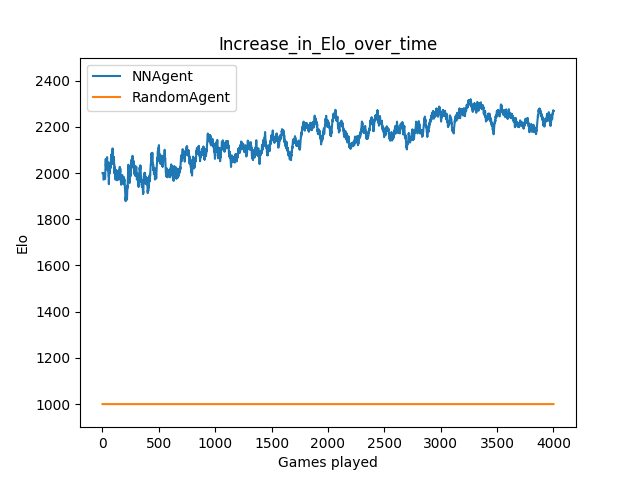 Increase_in_Elo_over_time
NNAgent
RandomAgent
2400
2200
2000
1800
1600
1400
1200
1000
Elo
0 500 1000 1500 2000 2500 3000 3500 4000
Games played